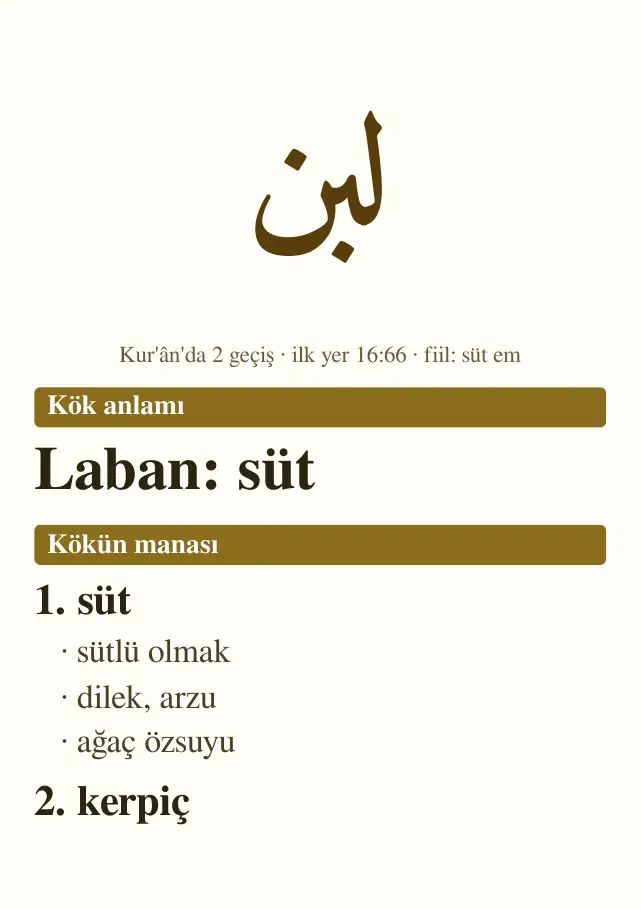 لبن
Kur'ân'da 2 geçiş · ilk yer 16:66 · fiil: süt em
Kök anlamı
Laban: süt
Kökün manası
1. süt
· sütlü olmak
· dilek, arzu
· ağaç özsuyu
2. kerpiç